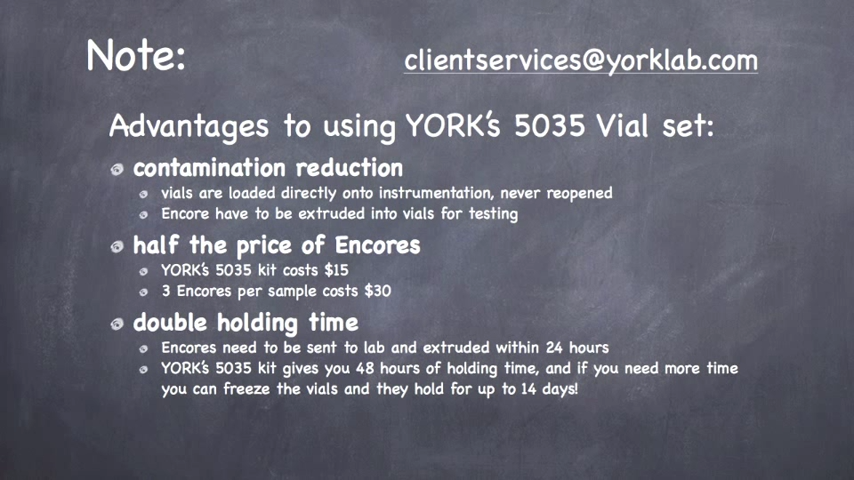 Note:
clientservices@yorklab.com
Advantages to using YORK's 5035 Vial set:
contamination reduction
vials are loaded directly onto instrumentation, never reopened
Encore have to be extruded into vials for testing
half the price of Encores
YORK's 5035 kit costs $15
3 Encores per sample costs $30
double holding time
Encores need to be sent to lab and extruded within 24 hours
YORK's 5035 kit gives you 48 hours of holding time, and if you need more time
you can freeze the vials and they hold for up to 14 days!